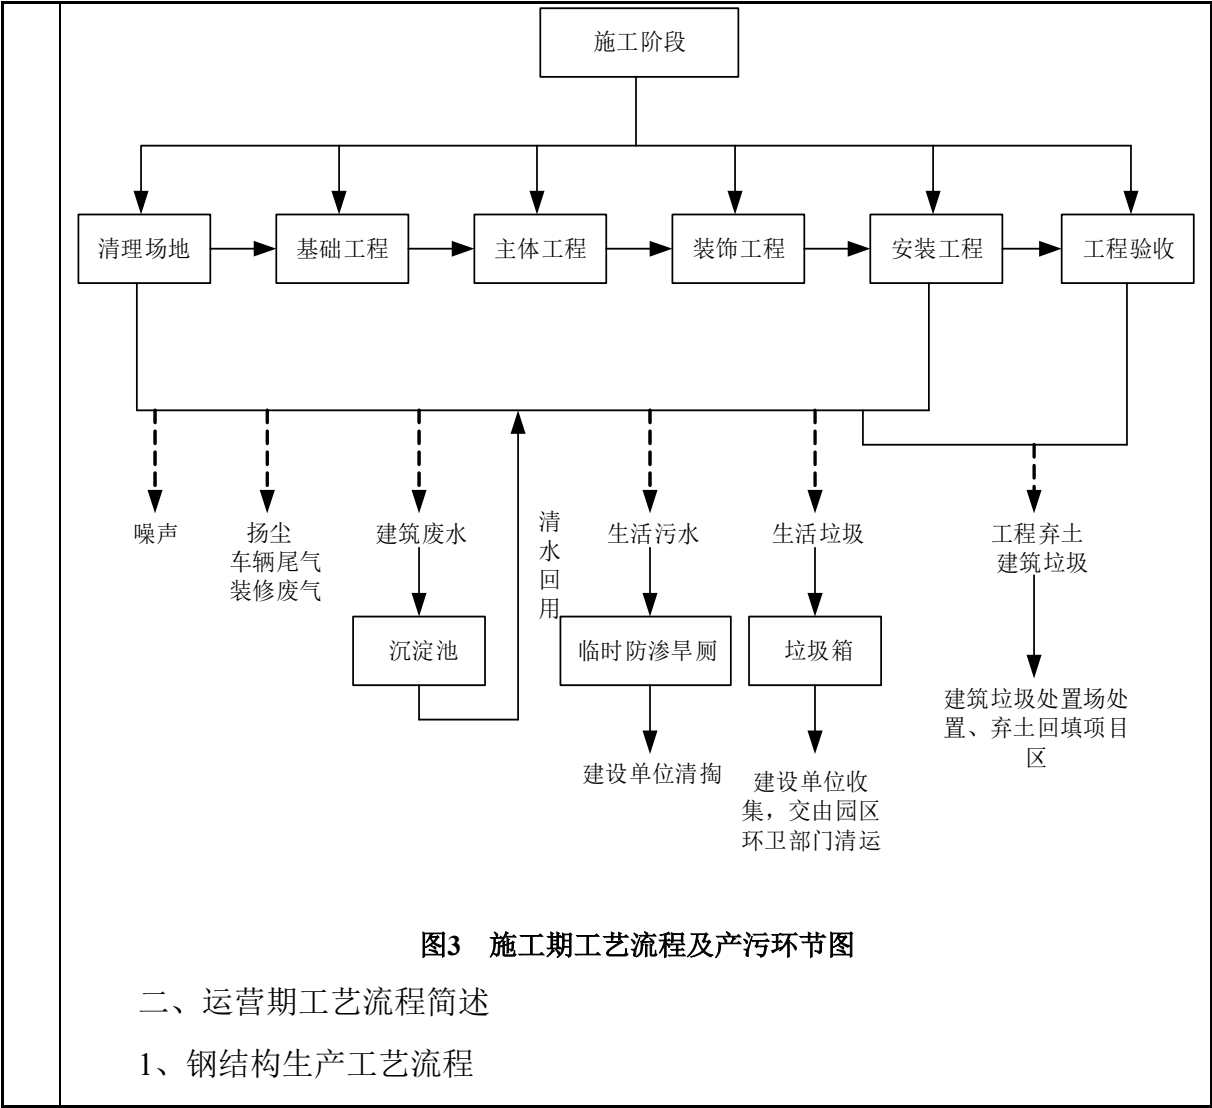 施工阶段
清理场地
基础工程
主体工程
装饰工程
安装工程
工程验收
噪声
扬尘
车辆尾气
装修废气
建筑废水
清
水
回
用
生活污水
生活垃圾
工程弃土
建筑垃圾
沉淀池
临时防渗旱厕
垃圾箱
建筑垃圾处置场处
置、弃土回填项目
区
建设单位清掏
建设单位收
集，交由园区
环卫部门清运
图3 施工期工艺流程及产污环节图
二、运营期工艺流程简述
1、钢结构生产工艺流程